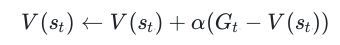 V(s_t) ← V(s_t) + α(G_t − V(s_t))